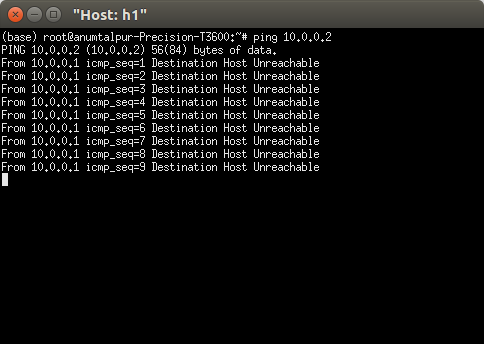 "Host: h1"
(base) root@anumtalpur-Precision-T3600:~# ping 10.0.0.2
PING 10.0.0.2 (10.0.0.2) 56(84) bytes of data.
From 10.0.0.1 icmp_seq=1 Destination Host Unreachable
From 10.0.0.1 icmp_seq=2 Destination Host Unreachable
From 10.0.0.1 icmp_seq=3 Destination Host Unreachable
From 10.0.0.1 icmp_seq=4 Destination Host Unreachable
From 10.0.0.1 icmp_seq=5 Destination Host Unreachable
From 10.0.0.1 icmp_seq=6 Destination Host Unreachable
From 10.0.0.1 icmp_seq=7 Destination Host Unreachable
From 10.0.0.1 icmp_seq=8 Destination Host Unreachable
From 10.0.0.1 icmp_seq=9 Destination Host Unreachable